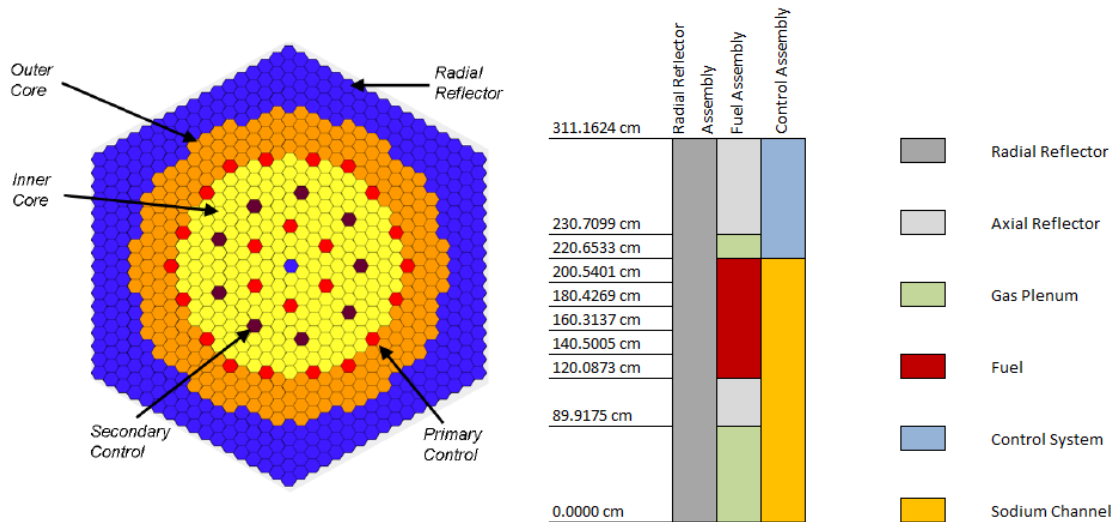 Outer
Core
Radial
Reflector
Inner
Core
Secondary
Control
Primary
Control
Radial Reflector
Assembly
Fuel Assembly
Control Assembly
311.1624 cm
230.7099 cm
220.6533 cm
200.5401 cm
180.4269 cm
160.3137 cm
140.5005 cm
120.0873 cm
89.9175 cm
0.0000 cm
Radial Reflector
Axial Reflector
Gas Plenum
Fuel
Control System
Sodium Channel